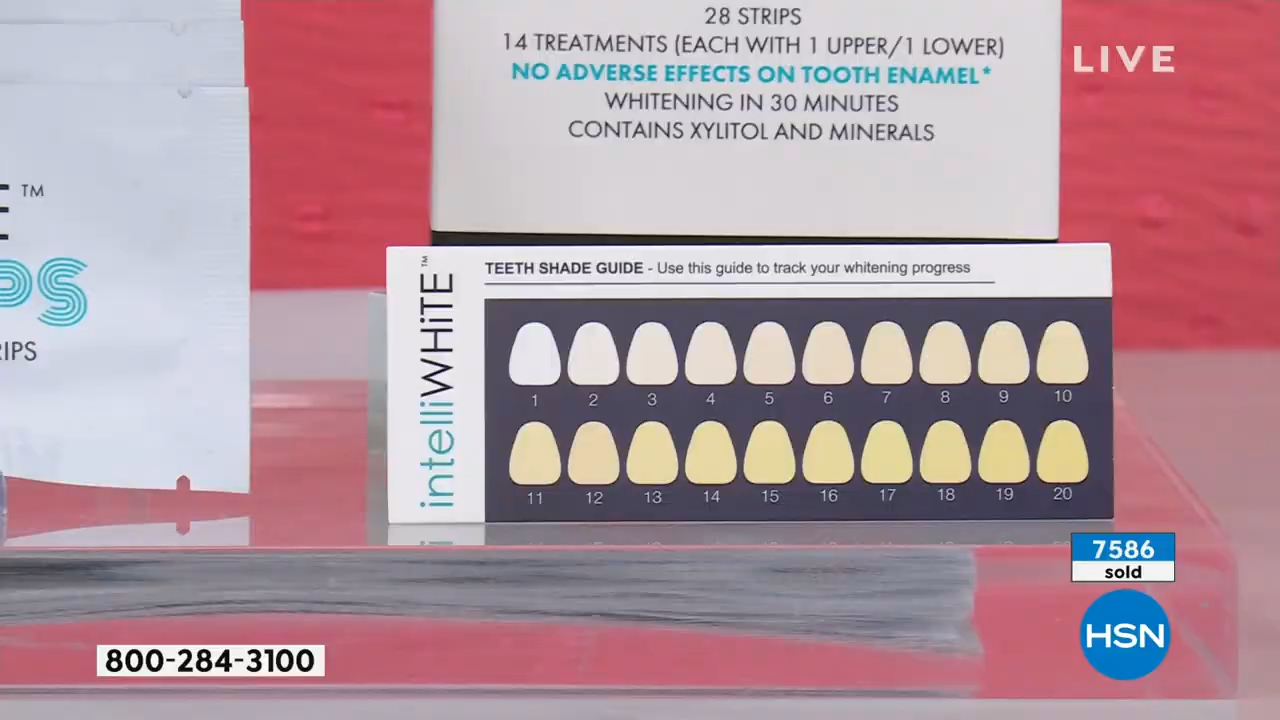 28 STRIPS
14 TREATMENTS (EACH WITH 1 UPPER/1 LOWER)
NO ADVERSE EFFECTS ON TOOTH ENAMEL*
WHITENING IN 30 MINUTES
CONTAINS XYLITOL AND MINERALS
LIVE
E™
PS
RIPS
intelliWHiTE™
TEETH SHADE GUIDE - Use this guide to track your whitening progress
1 2 3 4 5 6 7 8 9 10
11 12 13 14 15 16 17 18 19 20
7586
sold
HSN
800-284-3100